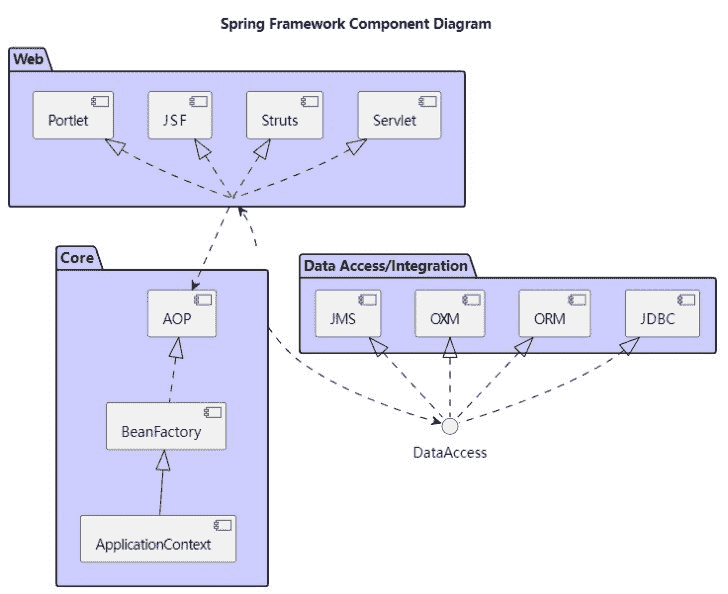 Spring Framework Component Diagram
Web
Portlet
JSF
Struts
Servlet
Core
Data Access/Integration
AOP
JMS
OXM
ORM
JDBC
BeanFactory
DataAccess
ApplicationContext